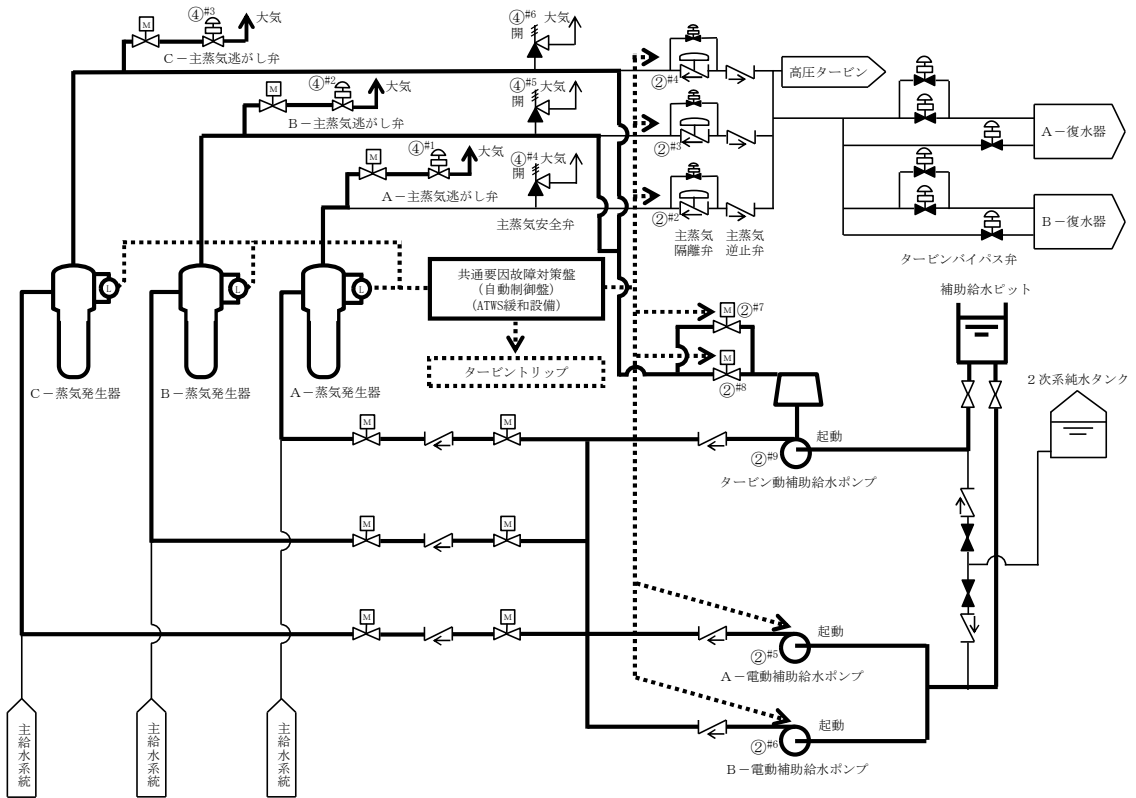 M
④#3
大気
C－主蒸気逃がし弁
④#6
大気
開
②#4
高圧タービン
M
④#2
大気
B－主蒸気逃がし弁
④#5
大気
開
②#3
A－復水器
M
④#1
大気
A－主蒸気逃がし弁
④#4
大気
開
主蒸気安全弁
②#2
主蒸気
隔離弁
主蒸気
逆止弁
B－復水器
タービンバイパス弁
L
L
L
共通要因故障対策盤
（自動制御盤）
（ATWS緩和設備）
タービントリップ
M
②#7
M
②#8
補助給水ピット
2次系純水タンク
C－蒸気発生器
B－蒸気発生器
A－蒸気発生器
M
M
起動
②#9
タービン動補助給水ポンプ
M
M
M
M
起動
②#5
A－電動補助給水ポンプ
起動
②#6
B－電動補助給水ポンプ
主給水系統
主給水系統
主給水系統